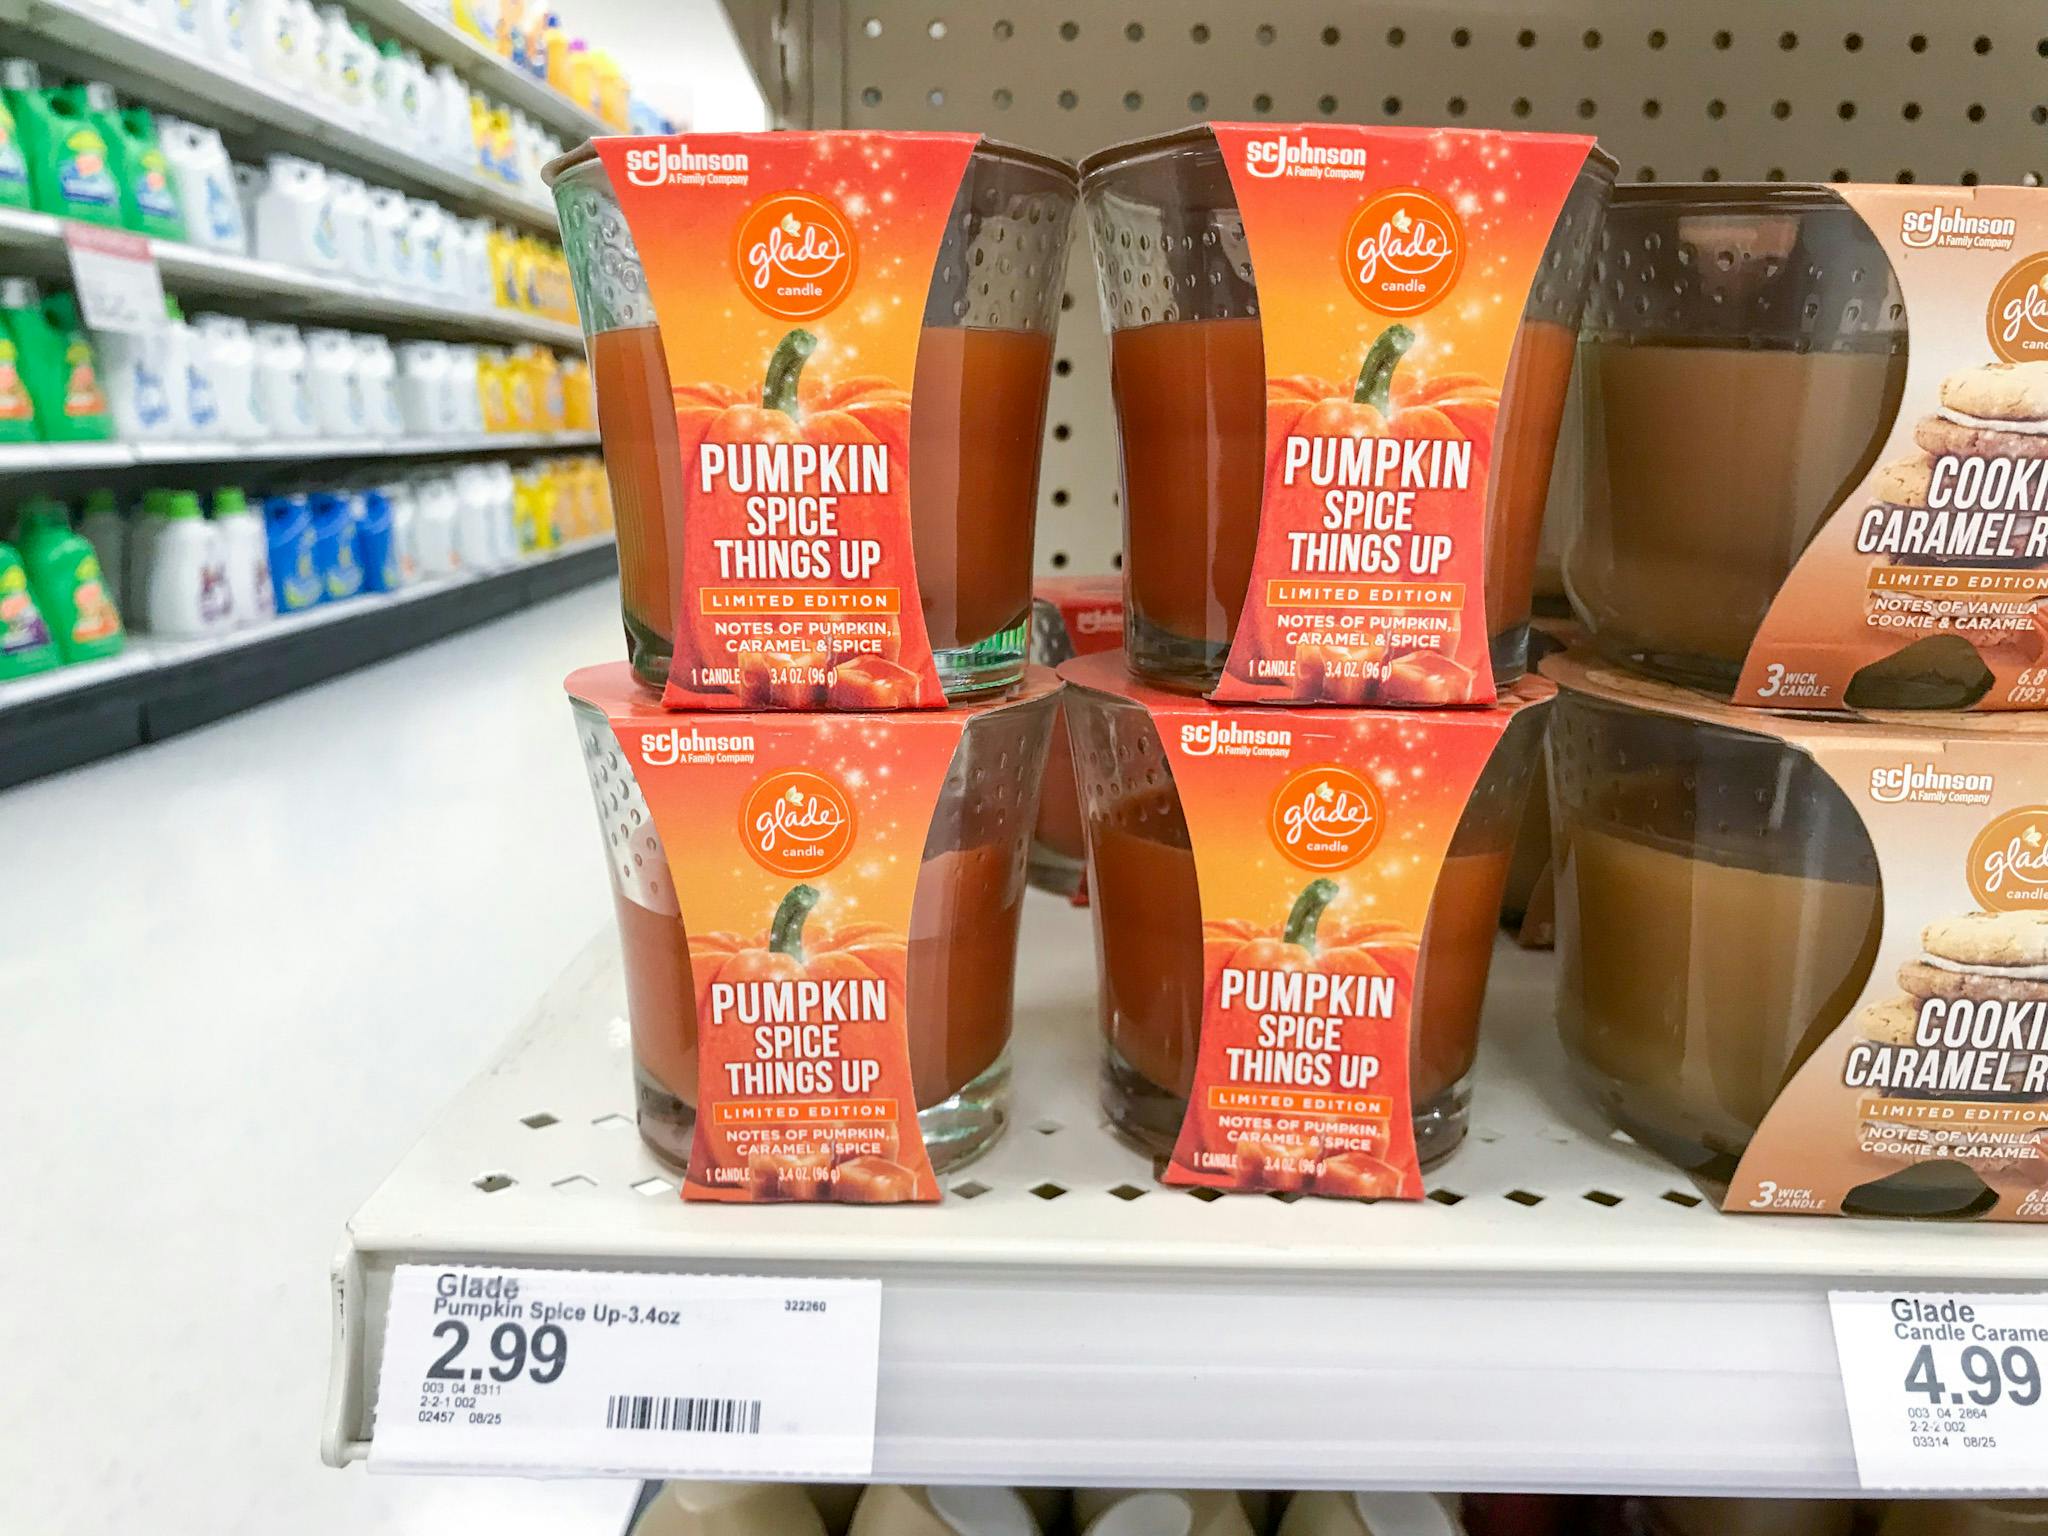 SCJohnson
A Family Company
glade
candle
PUMPKIN
SPICE
THINGS UP
LIMITED EDITION
NOTES OF PUMPKIN,
CARAMEL & SPICE
1 CANDLE 3.4 OZ. (96 g)
SCJohnson
A Family Company
glade
candle
PUMPKIN
SPICE
THINGS UP
LIMITED EDITION
NOTES OF PUMPKIN,
CARAMEL & SPICE
1 CANDLE 3.4 OZ. (96 g)
SCJohnson
A Family Company
LIMITED EDITION
NOTES OF VANILLA
COOKIE & CARAMEL
3 WICK
CANDLE
SCJohnson
A Family Company
glade
candle
PUMPKIN
SPICE
THINGS UP
LIMITED EDITION
NOTES OF PUMPKIN,
CARAMEL & SPICE
1 CANDLE 3.4 OZ. (96 g)
SCJohnson
A Family Company
glade
candle
PUMPKIN
SPICE
THINGS UP
LIMITED EDITION
NOTES OF PUMPKIN,
CARAMEL & SPICE
1 CANDLE 3.4 OZ. (96 g)
SCJohnson
A Family Company
candle
CARAMEL
LIMITED EDITION
NOTES OF VANILLA
COOKIE & CARAMEL
3 WICK
CANDLE
Glade
Pumpkin Spice Up-3.4oz 322260
2.99
003 04 8311
2-2-1 002
02457 08/25
Glade
Candle Carame
4.99
003 04 2864
2-2-2 002
03314 08/25